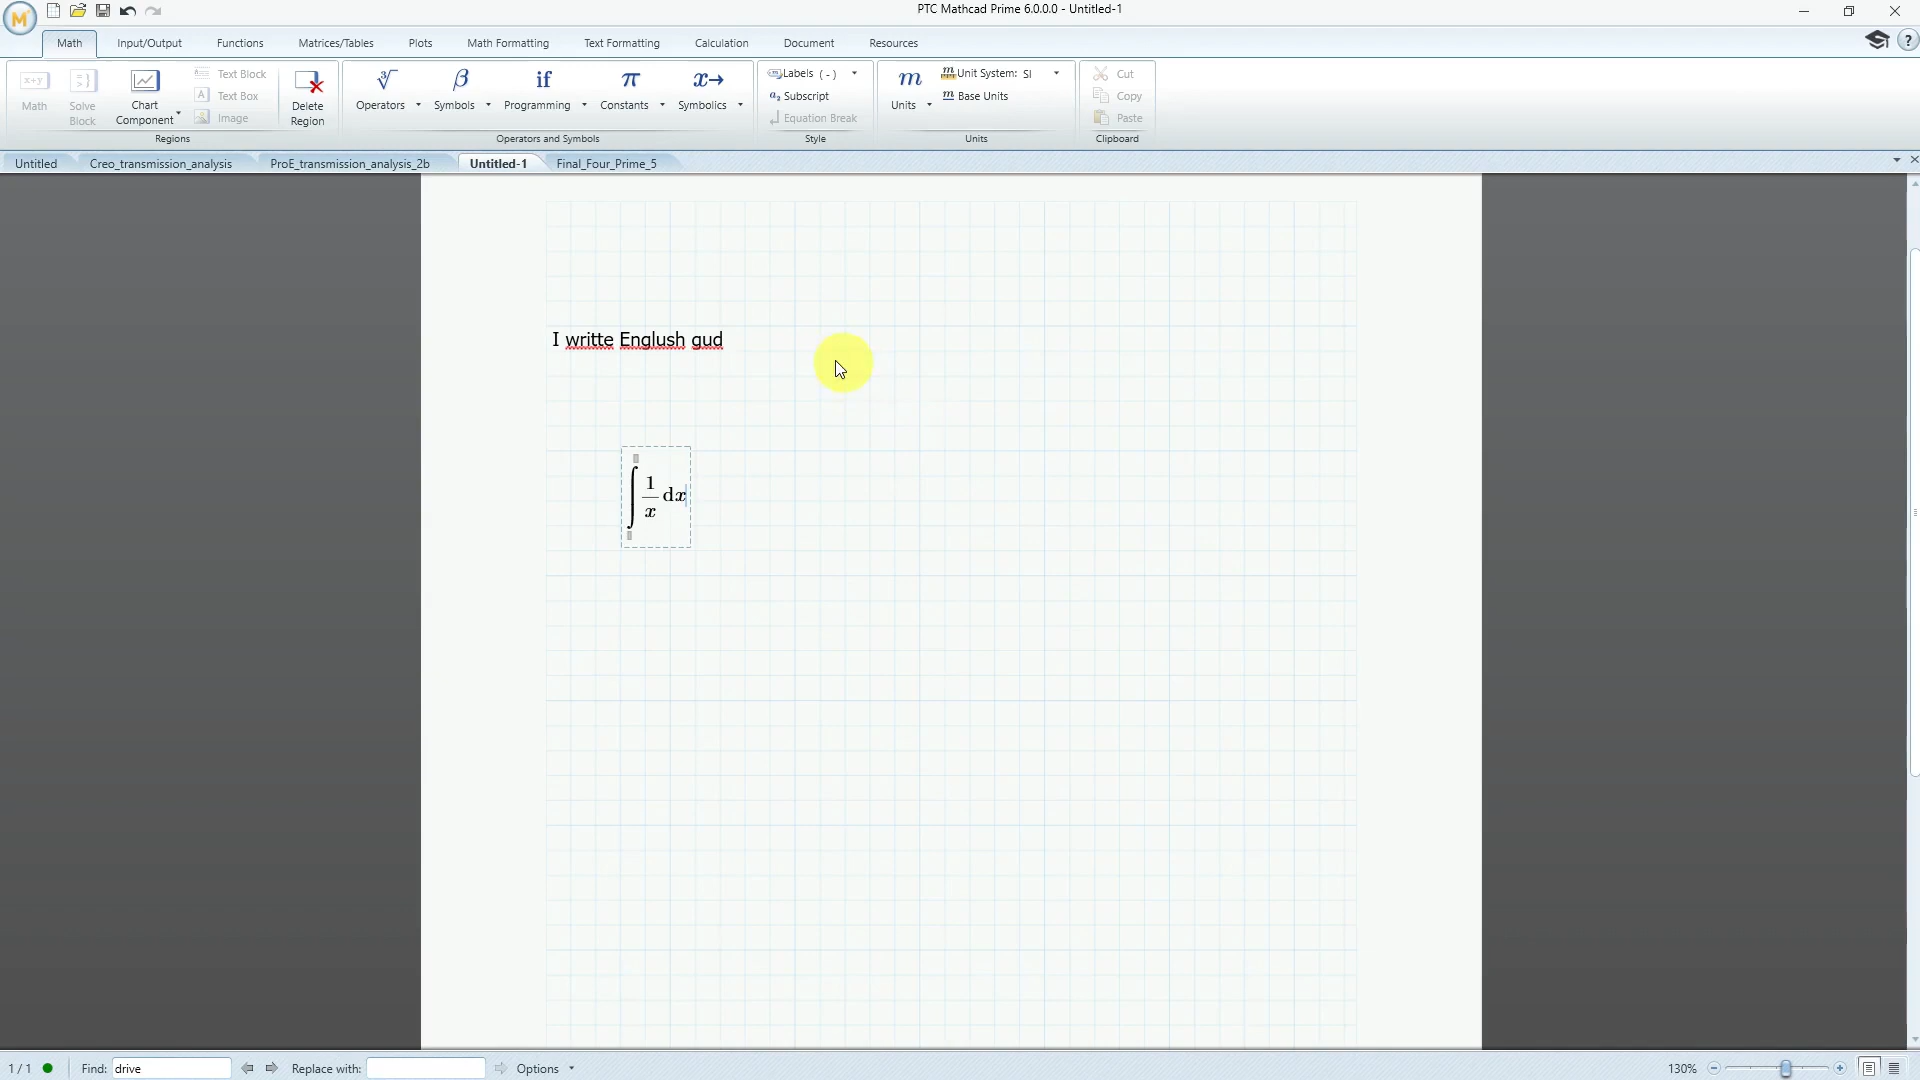 PTC Mathcad Prime 6.0.0.0 - Untitled-1
Math Input/Output Functions Matrices/Tables Plots Math Formatting Text Formatting Calculation Document Resources
Math
Solve Block
Chart Component
Text Block
Text Box
Image
Delete Region
Regions
Operators Symbols Programming Constants Symbolics
Operators and Symbols
Labels ( - )
Subscript
Equation Break
Style
Units
Unit System: SI
Base Units
Units
Cut
Copy
Paste
Clipboard
Untitled Creo_transmission_analysis ProE_transmission_analysis_2b Untitled-1 Final_Four_Prime_5
I writte Englush gud
∫ 1/x dx
1 / 1 Find: drive Replace with: Options 130%